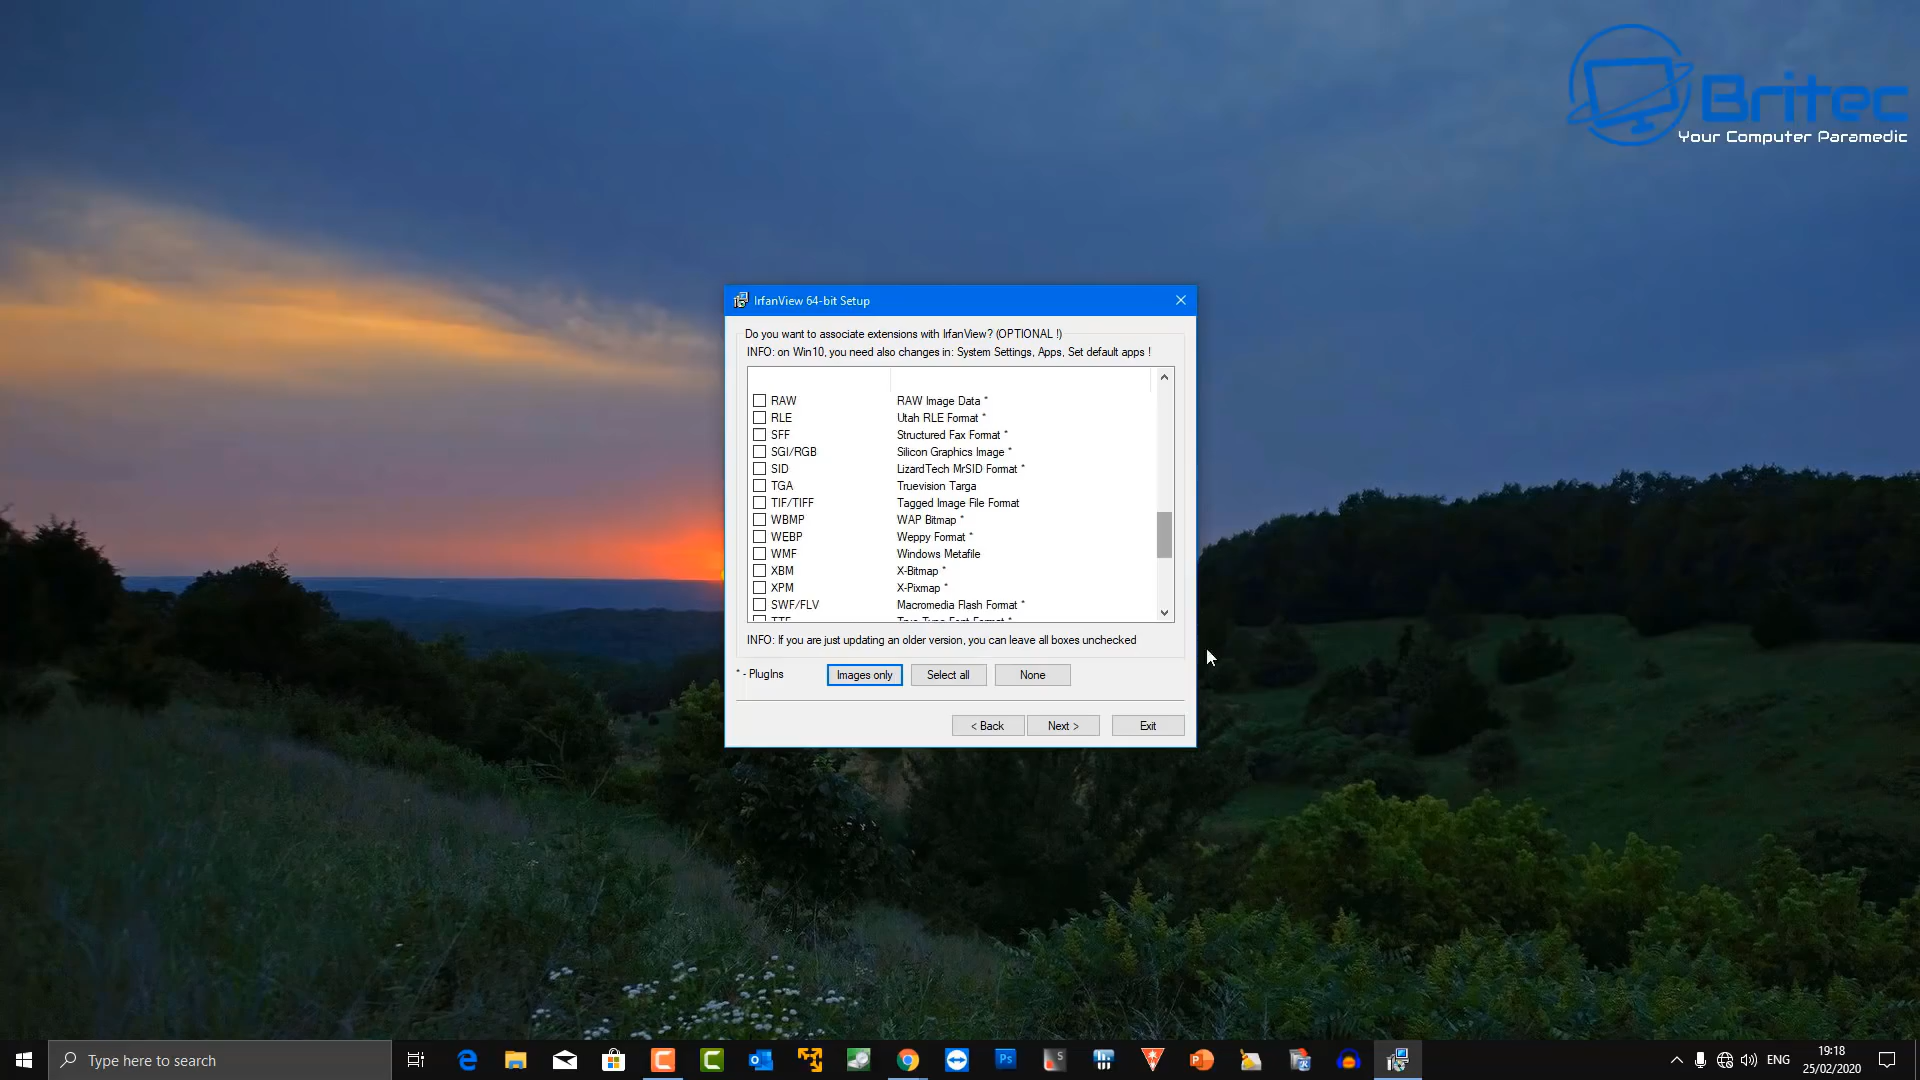 Britec
Your Computer Paramedic
IrfanView 64-bit Setup
Do you want to associate extensions with IrfanView? (OPTIONAL !)
INFO: on Win10, you need also changes in: System Settings, Apps, Set default apps !
RAW RAW Image Data *
RLE Utah RLE Format *
SFF Structured Fax Format *
SGI/RGB Silicon Graphics Image *
SID LizardTech MrSID Format *
TGA Truevision Targa
TIF/TIFF Tagged Image File Format
WBMP WAP Bitmap *
WEBP Weppy Format *
WMF Windows Metafile
XBM X-Bitmap *
XPM X-Pixmap *
SWF/FLV Macromedia Flash Format *
INFO: If you are just updating an older version, you can leave all boxes unchecked
* - PlugIns Images only Select all None
< Back Next > Exit
Type here to search
ENG
19:18
25/02/2020